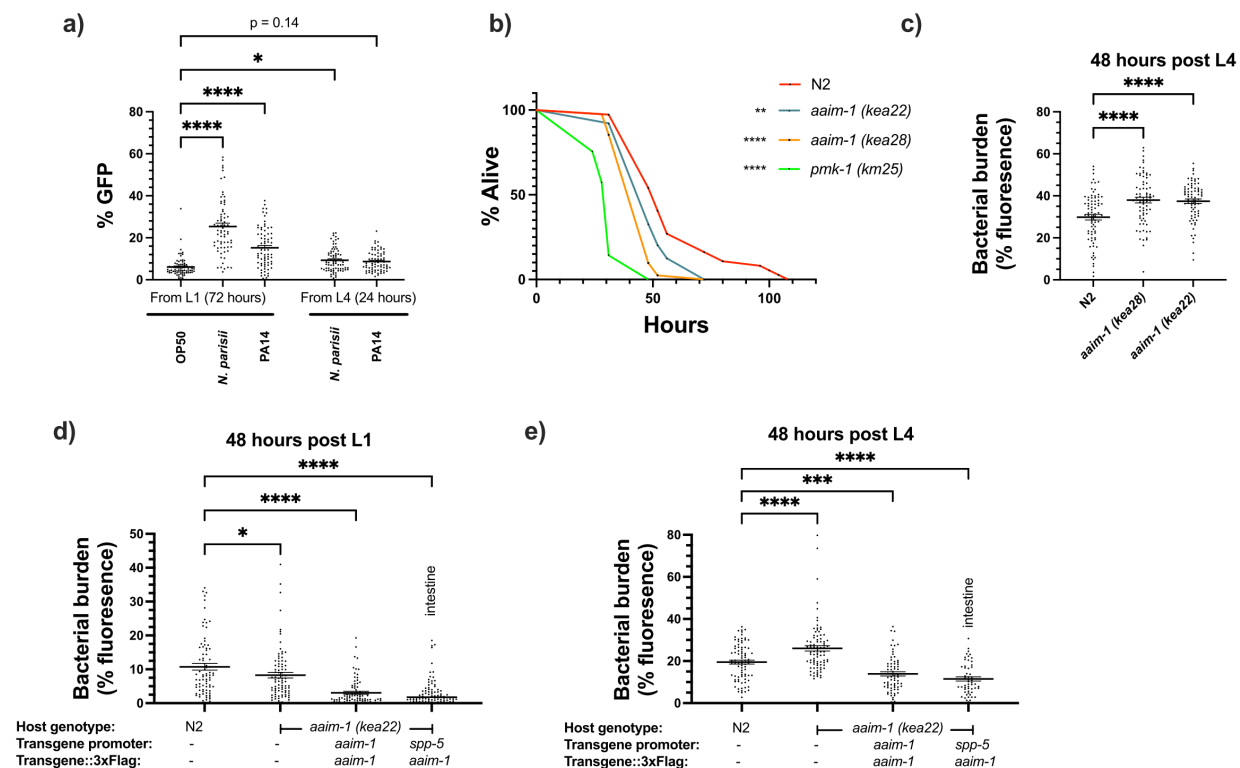 a)
p = 0.14
*
****
****
% GFP
80
60
40
20
0
From L1 (72 hours)
From L4 (24 hours)
OP50
N. parisii
PA14
N. parisii
PA14
b)
% Alive
100
50
0
0
50
100
Hours
N2
** aaim-1 (kea22)
**** aaim-1 (kea28)
**** pmk-1 (km25)
c)
48 hours post L4
****
****
Bacterial burden
(% fluoresence)
80
60
40
20
0
N2
aaim-1 (kea28)
aaim-1 (kea22)
d)
48 hours post L1
****
****
*
Bacterial burden
(% fluoresence)
50
40
30
20
10
0
intestine
Host genotype: N2 aaim-1 (kea22)
Transgene promoter: - - aaim-1 spp-5
Transgene::3xFlag: - - aaim-1 aaim-1
e)
48 hours post L4
****
***
****
Bacterial burden
(% fluoresence)
80
60
40
20
0
intestine
Host genotype: N2 aaim-1 (kea22)
Transgene promoter: - - aaim-1 spp-5
Transgene::3xFlag: - - aaim-1 aaim-1